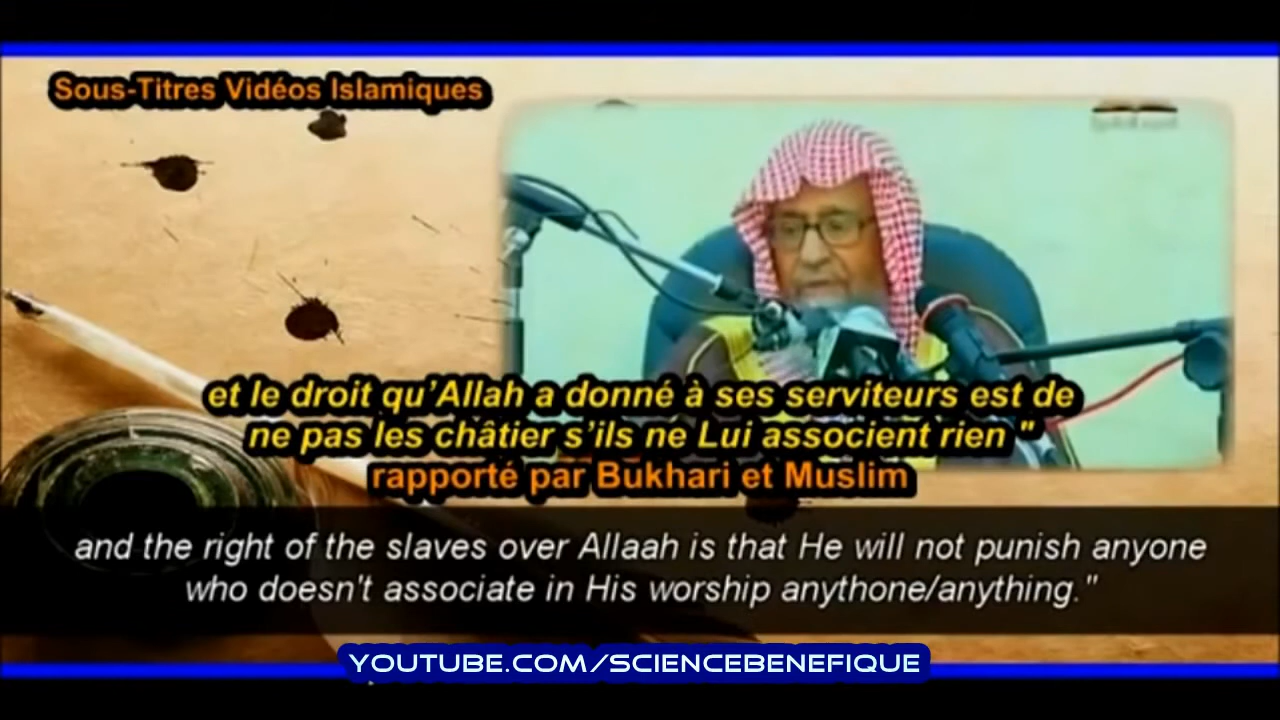 Sous-Titres Vidéos Islamiques
et le droit qu'Allah a donné à ses serviteurs est de
ne pas les châtier s'ils ne Lui associent rien "
rapporté par Bukhari et Muslim
and the right of the slaves over Allaah is that He will not punish anyone
who doesn't associate in His worship anythone/anything."
YOUTUBE.COM/SCIENCEBENEFIQUE